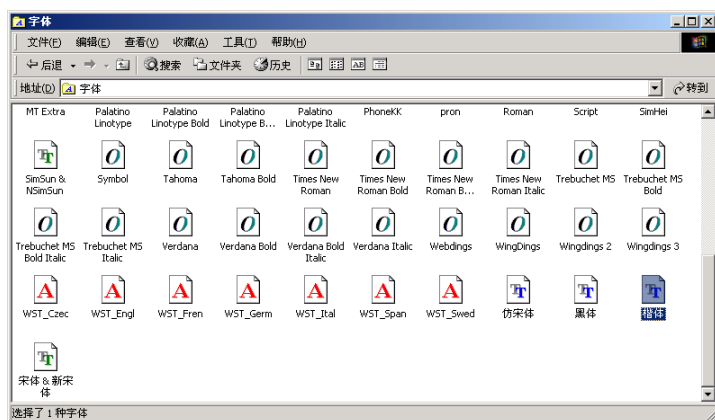 字体
文件(F) 编辑(E) 查看(V) 收藏(A) 工具(T) 帮助(H)
后退 搜索 文件夹 历史
地址(D) 字体 转到
MT Extra Palatino Linotype Palatino Linotype Bold Palatino Linotype B... Palatino Linotype Italic PhoneKK pron Roman Script SimHei
SimSun & NSimSun Symbol Tahoma Tahoma Bold Times New Roman Times New Roman Bold Times New Roman B... Times New Roman Italic Trebuchet MS Trebuchet MS Bold
Trebuchet MS Bold Italic Trebuchet MS Italic Verdana Verdana Bold Verdana Bold Italic Verdana Italic Webdings WingDings Wingdings 2 Wingdings 3
WST_Czec WST_Engl WST_Fren WST_Germ WST_Ital WST_Span WST_Swed 仿宋体 黑体 楷体
宋体 & 新宋体
选择了 1 种字体